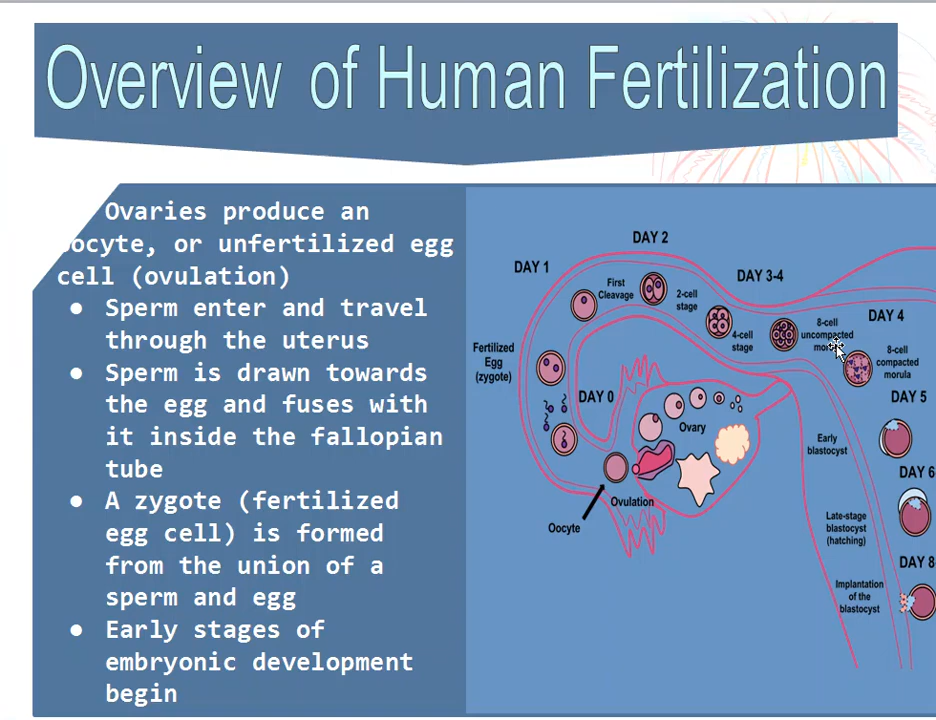 Overview of Human Fertilization
Ovaries produce an
oocyte, or unfertilized egg
cell (ovulation)
● Sperm enter and travel
through the uterus
● Sperm is drawn towards
the egg and fuses with
it inside the fallopian
tube
● A zygote (fertilized
egg cell) is formed
from the union of a
sperm and egg
● Early stages of
embryonic development
begin
DAY 0
Oocyte
Ovulation
Ovary
DAY 1
Fertilized
Egg
(zygote)
First
Cleavage
DAY 2
2-cell
stage
4-cell
stage
DAY 3-4
8-cell
uncompacted
DAY 4
8-cell
compacted
morula
DAY 5
Early
blastocyst
DAY 6
Late-stage
blastocyst
(hatching)
DAY 8
Implantation
of the
blastocyst